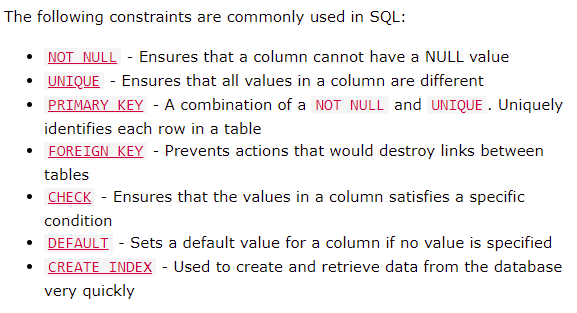 The following constraints are commonly used in SQL:
• NOT NULL - Ensures that a column cannot have a NULL value
• UNIQUE - Ensures that all values in a column are different
• PRIMARY KEY - A combination of a NOT NULL and UNIQUE. Uniquely
identifies each row in a table
• FOREIGN KEY - Prevents actions that would destroy links between
tables
• CHECK - Ensures that the values in a column satisfies a specific
condition
• DEFAULT - Sets a default value for a column if no value is specified
• CREATE INDEX - Used to create and retrieve data from the database
very quickly